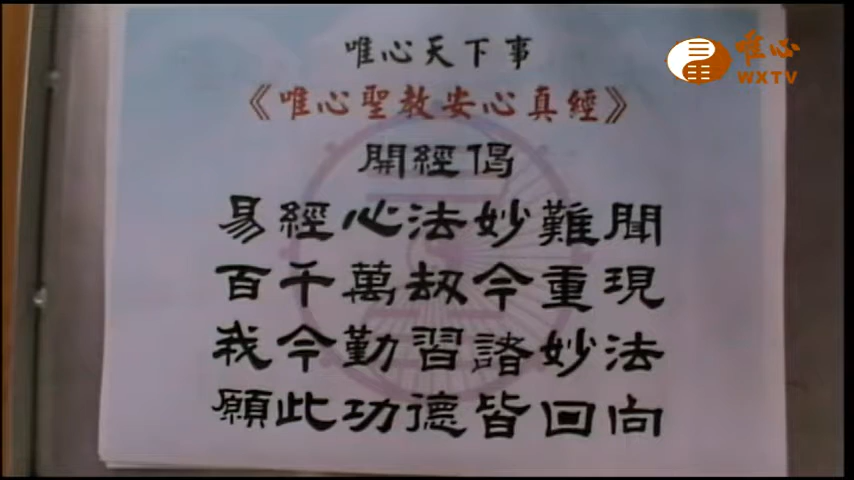 唯心天下事
《唯心聖教安心真經》
開經偈
易經心法妙難聞
百千萬劫今重現
我今勤習諸妙法
願此功德皆回向
唯心
WXTV